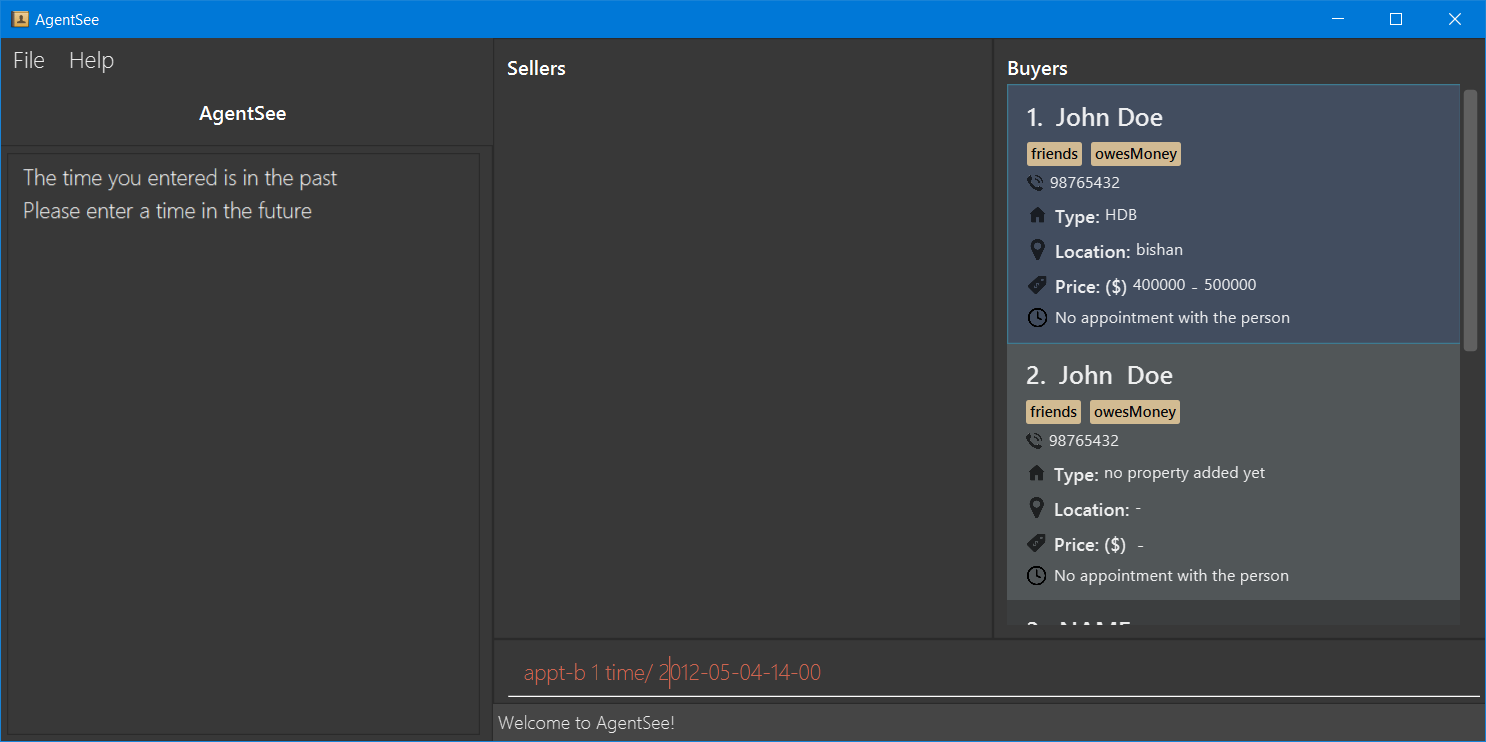 AgentSee
File Help
AgentSee
The time you entered is in the past
Please enter a time in the future
Sellers
Buyers
1. John Doe
friends owesMoney
98765432
Type: HDB
Location: bishan
Price: ($) 400000 - 500000
No appointment with the person
2. John  Doe
friends owesMoney
98765432
Type: no property added yet
Location: -
Price: ($) -
No appointment with the person
appt-b 1 time/ 2012-05-04-14-00
Welcome to AgentSee!